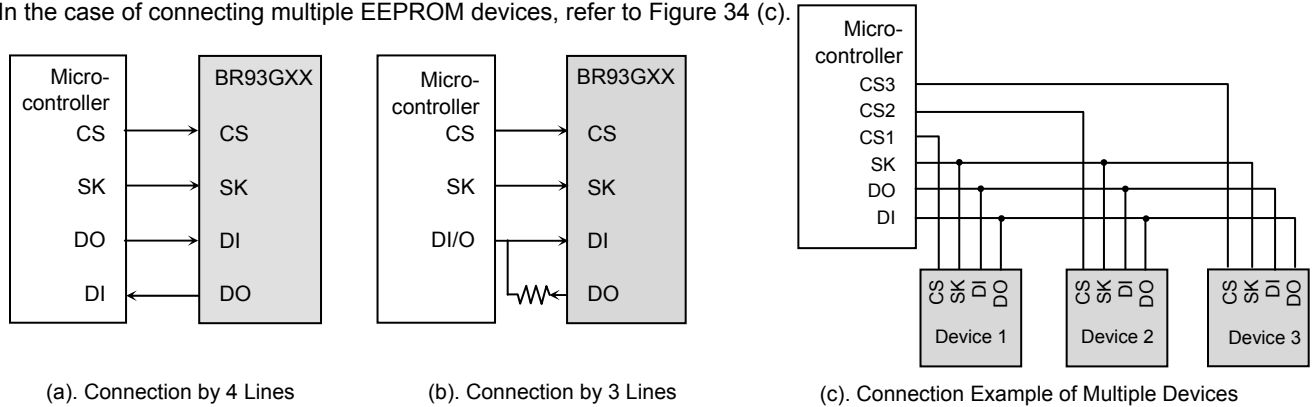 In the case of connecting multiple EEPROM devices, refer to Figure 34 (c).
Micro-
controller
CS
SK
DO
DI
BR93GXX
CS
SK
DI
DO
(a). Connection by 4 Lines
Micro-
controller
CS
SK
DI/O
BR93GXX
CS
SK
DI
DO
(b). Connection by 3 Lines
Micro-
controller
CS3
CS2
CS1
SK
DO
DI
CS
SK
DI
DO
Device 1
CS
SK
DI
DO
Device 2
CS
SK
DI
DO
Device 3
(c). Connection Example of Multiple Devices